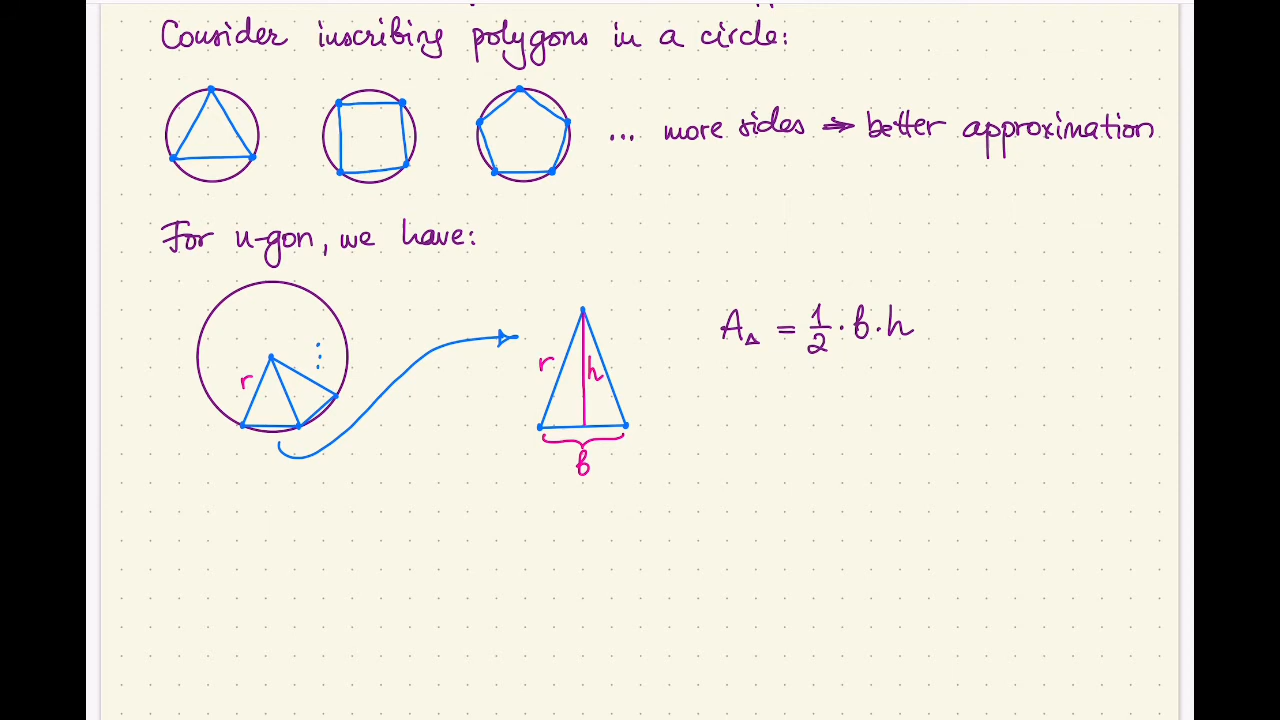 Consider inscribing polygons in a circle:
... more sides ⇒ better approximation
For n-gon, we have:
r
r
h
b
A△ = 1/2 · b · h